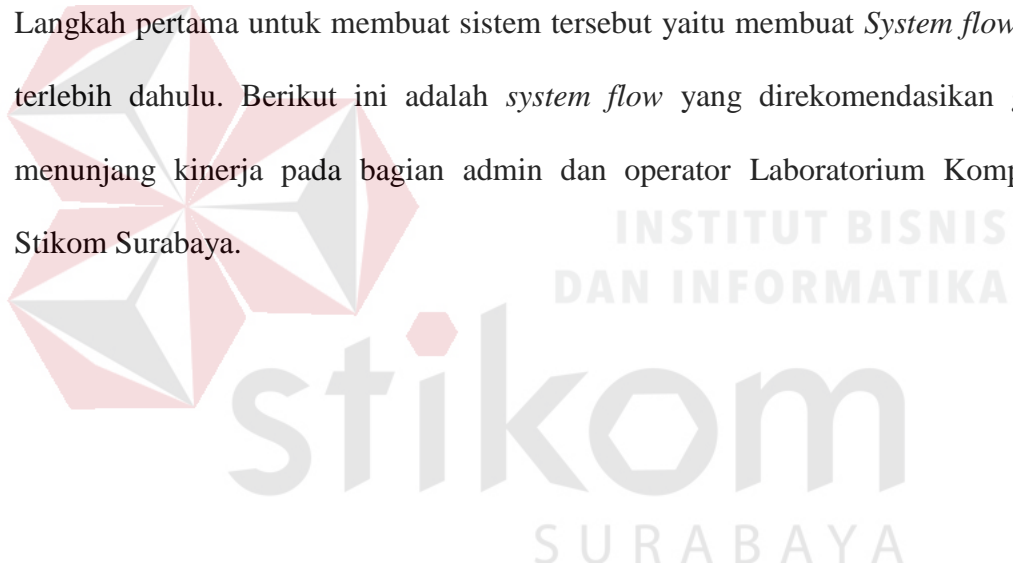 Langkah pertama untuk membuat sistem tersebut yaitu membuat System flow
terlebih dahulu. Berikut ini adalah system flow yang direkomendasikan
menunjang kinerja pada bagian admin dan operator Laboratorium
Stikom Surabaya.
INSTITUT BISNIS
DAN INFORMATIKA
stikom
SURABAYA